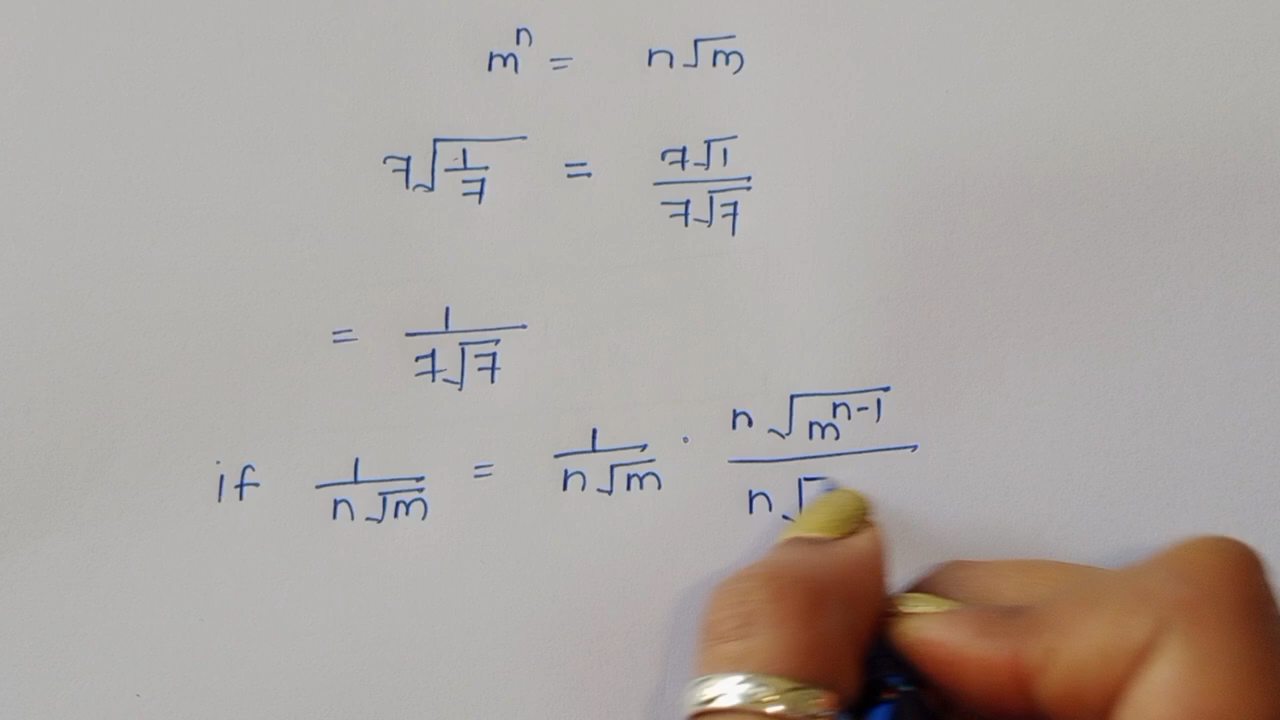 mⁿ = n√m
7√(1/7) = 7√1 / 7√7
= 1 / 7√7
if 1 / n√m = 1 / n√m · n√(mⁿ⁻¹) / n√